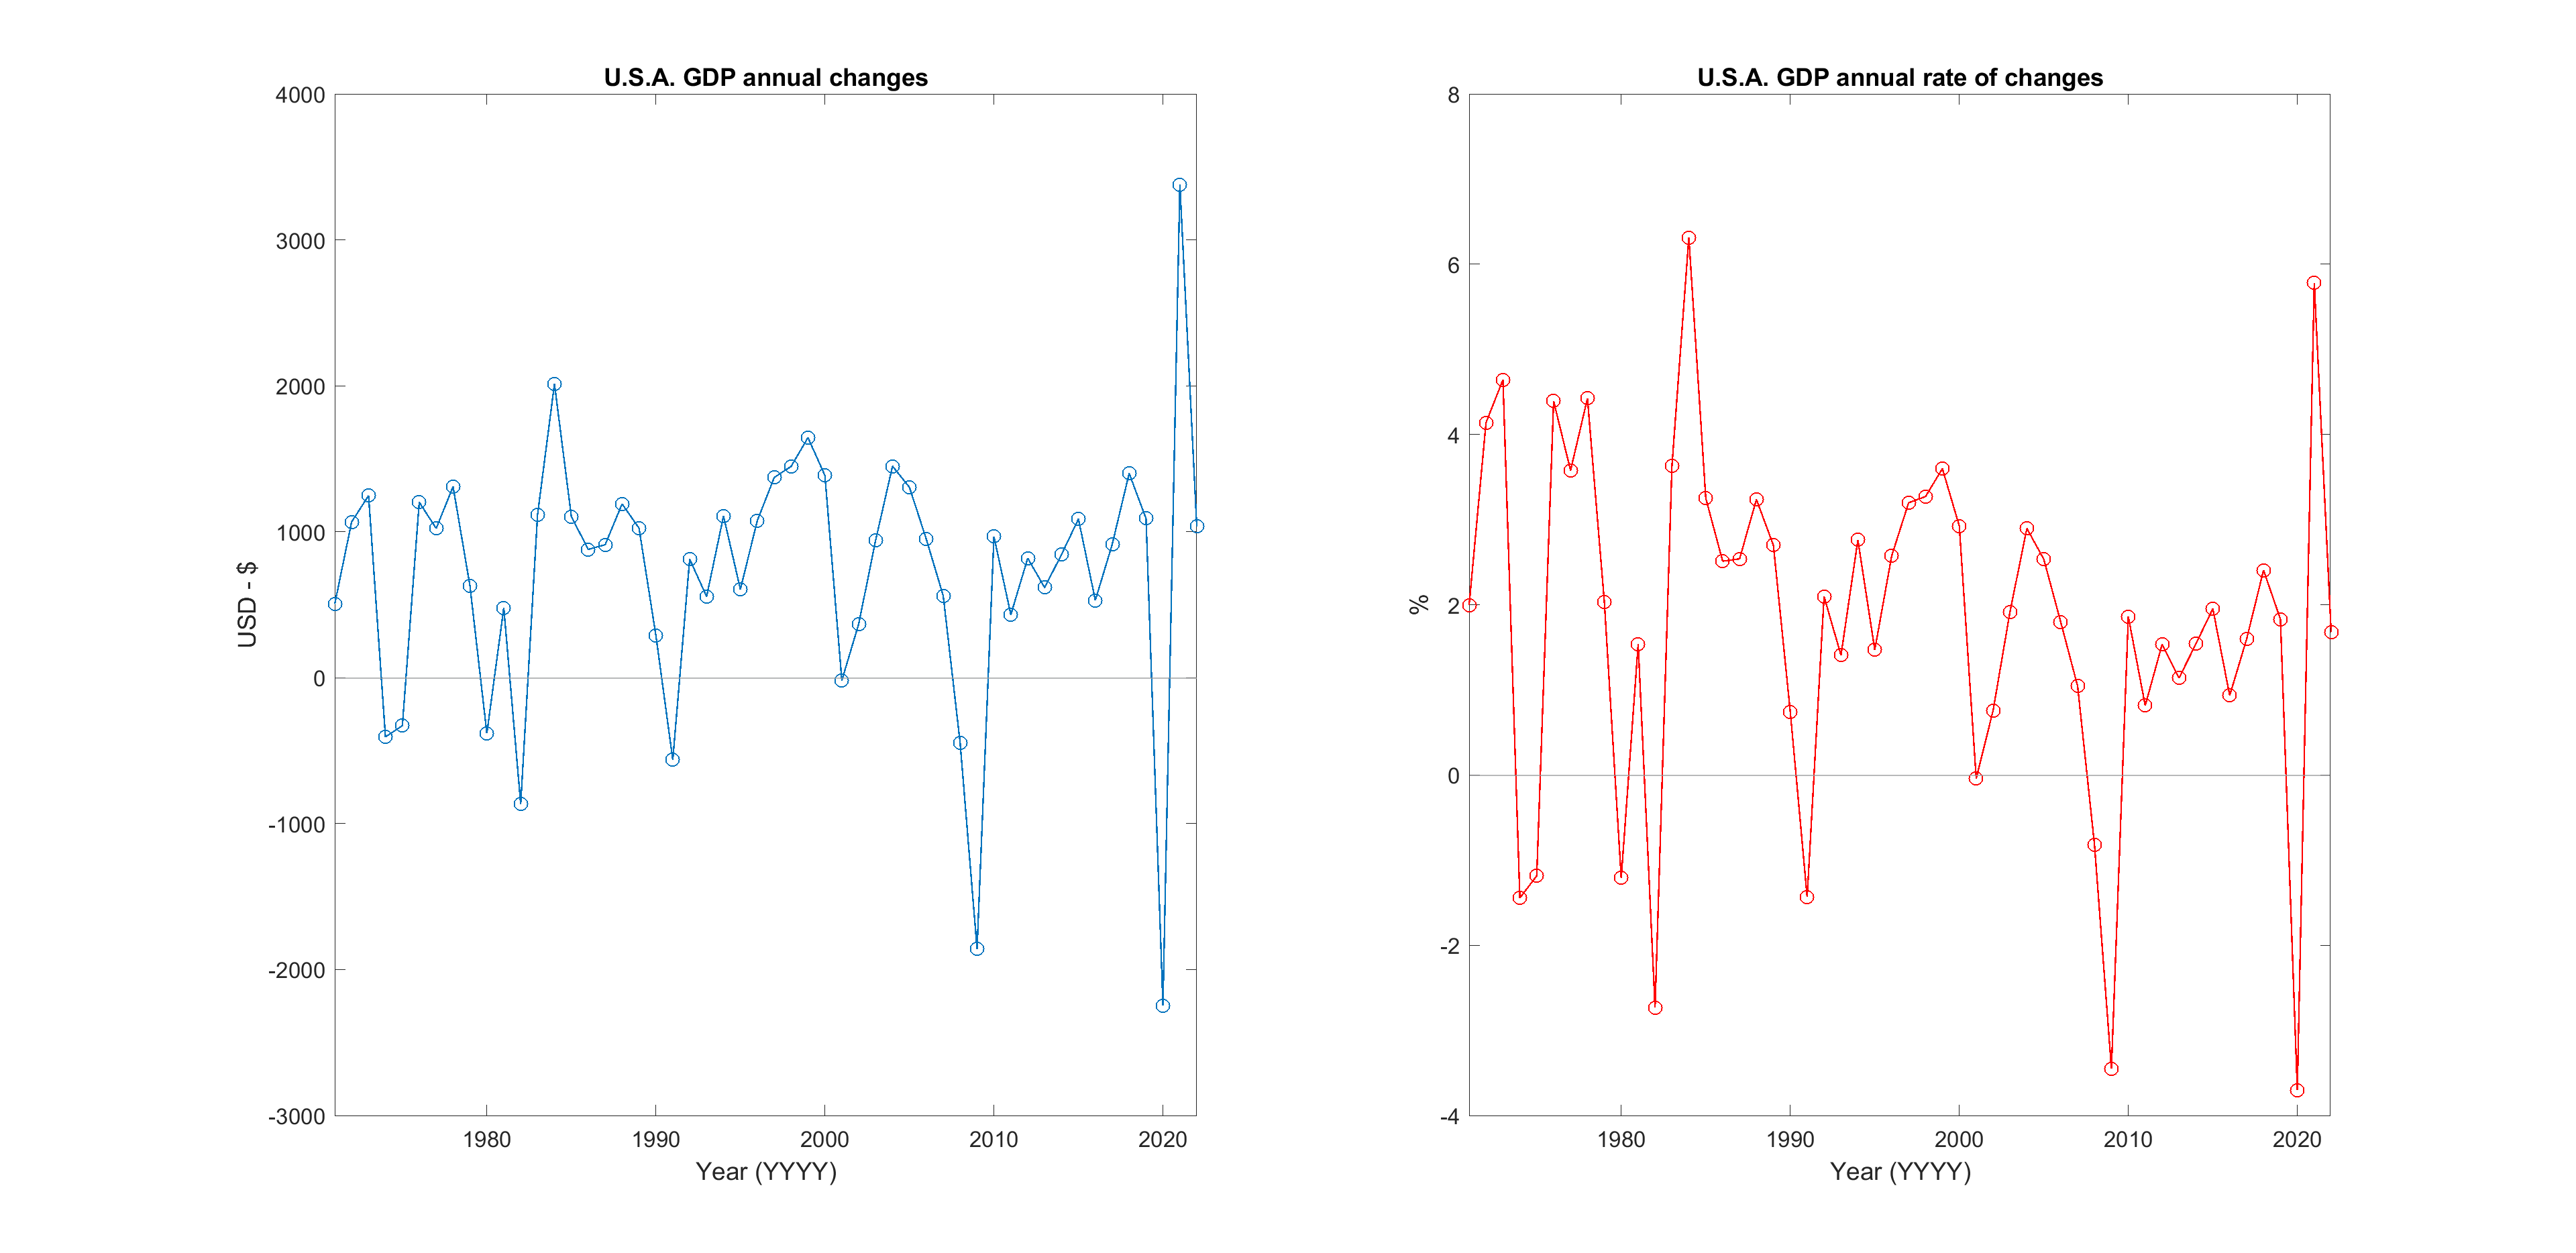 U.S.A. GDP annual changes
4000
3000
2000
1000
0
-1000
-2000
-3000
USD - $
1980 1990 2000 2010 2020
Year (YYYY)
U.S.A. GDP annual rate of changes
8
6
4
2
0
-2
-4
%
1980 1990 2000 2010 2020
Year (YYYY)